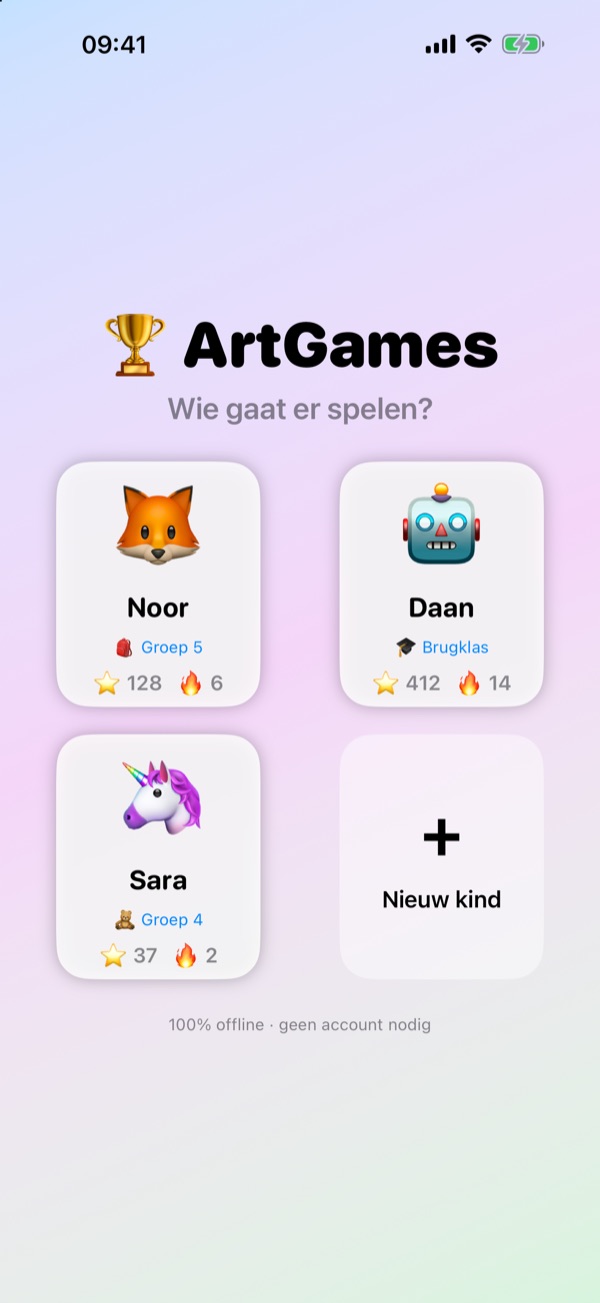 09:41
ArtGames
Wie gaat er spelen?
Noor
Groep 5
128 6
Daan
Brugklas
412 14
Sara
Groep 4
37 2
+
Nieuw kind
100% offline · geen account nodig